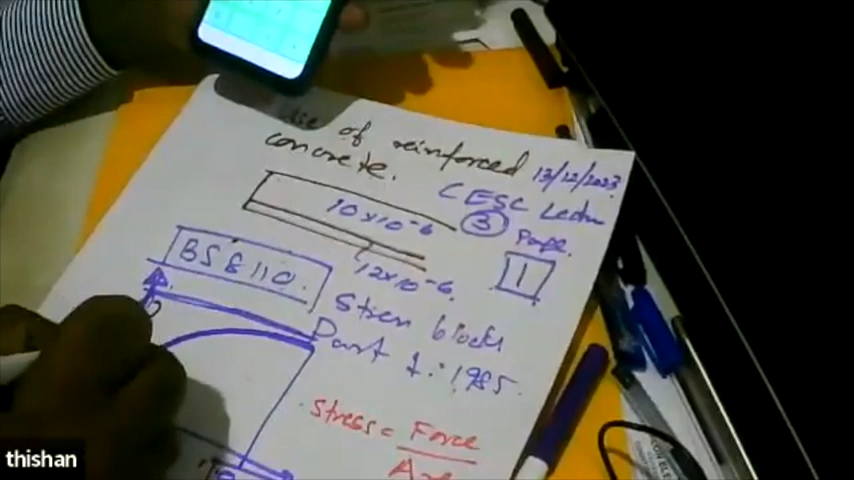 of reinforced
concrete.
13/12/2023
CESC Lectu
3
10x10-6
Page.
1
BS 8110.
12x10-6.
Stress block
Part 1: 1985.
Stress = Force
thishan